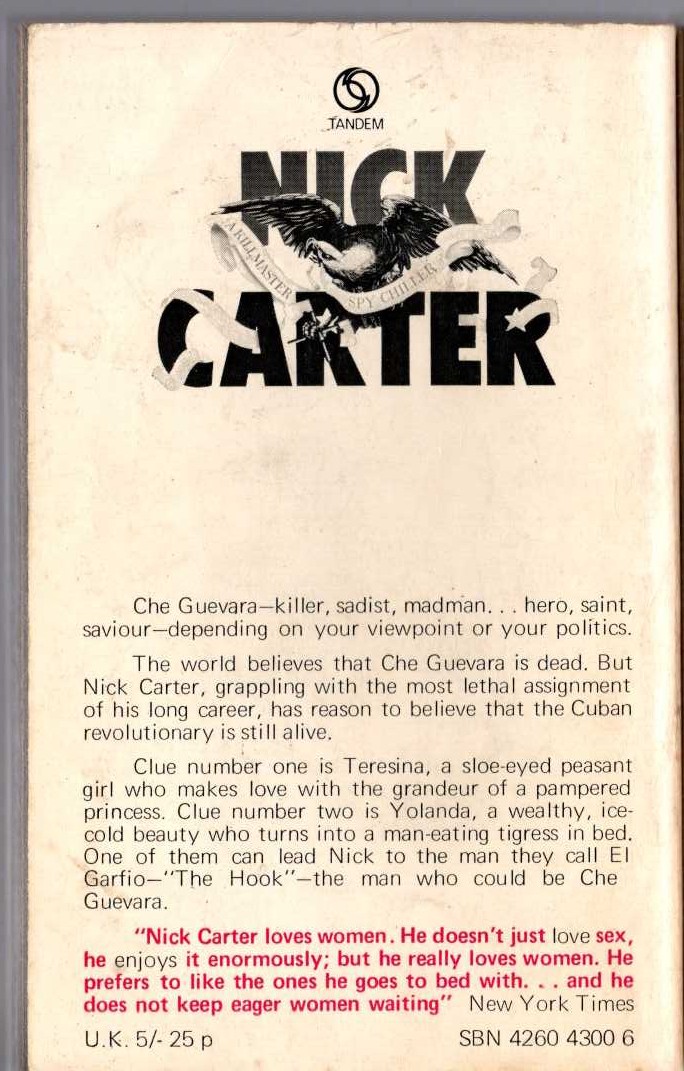 TANDEM
NICK
A KILLMASTER SPY CHILLER
CARTER
Che Guevara—killer, sadist, madman. . . hero, saint,
saviour—depending on your viewpoint or your politics.
The world believes that Che Guevara is dead. But
Nick Carter, grappling with the most lethal assignment
of his long career, has reason to believe that the Cuban
revolutionary is still alive.
Clue number one is Teresina, a sloe-eyed peasant
girl who makes love with the grandeur of a pampered
princess. Clue number two is Yolanda, a wealthy, ice-
cold beauty who turns into a man-eating tigress in bed.
One of them can lead Nick to the man they call El
Garfio—"The Hook"—the man who could be Che
Guevara.
"Nick Carter loves women. He doesn't just love sex,
he enjoys it enormously; but he really loves women. He
prefers to like the ones he goes to bed with. . . and he
does not keep eager women waiting" New York Times
U.K. 5/- 25 p SBN 4260 4300 6